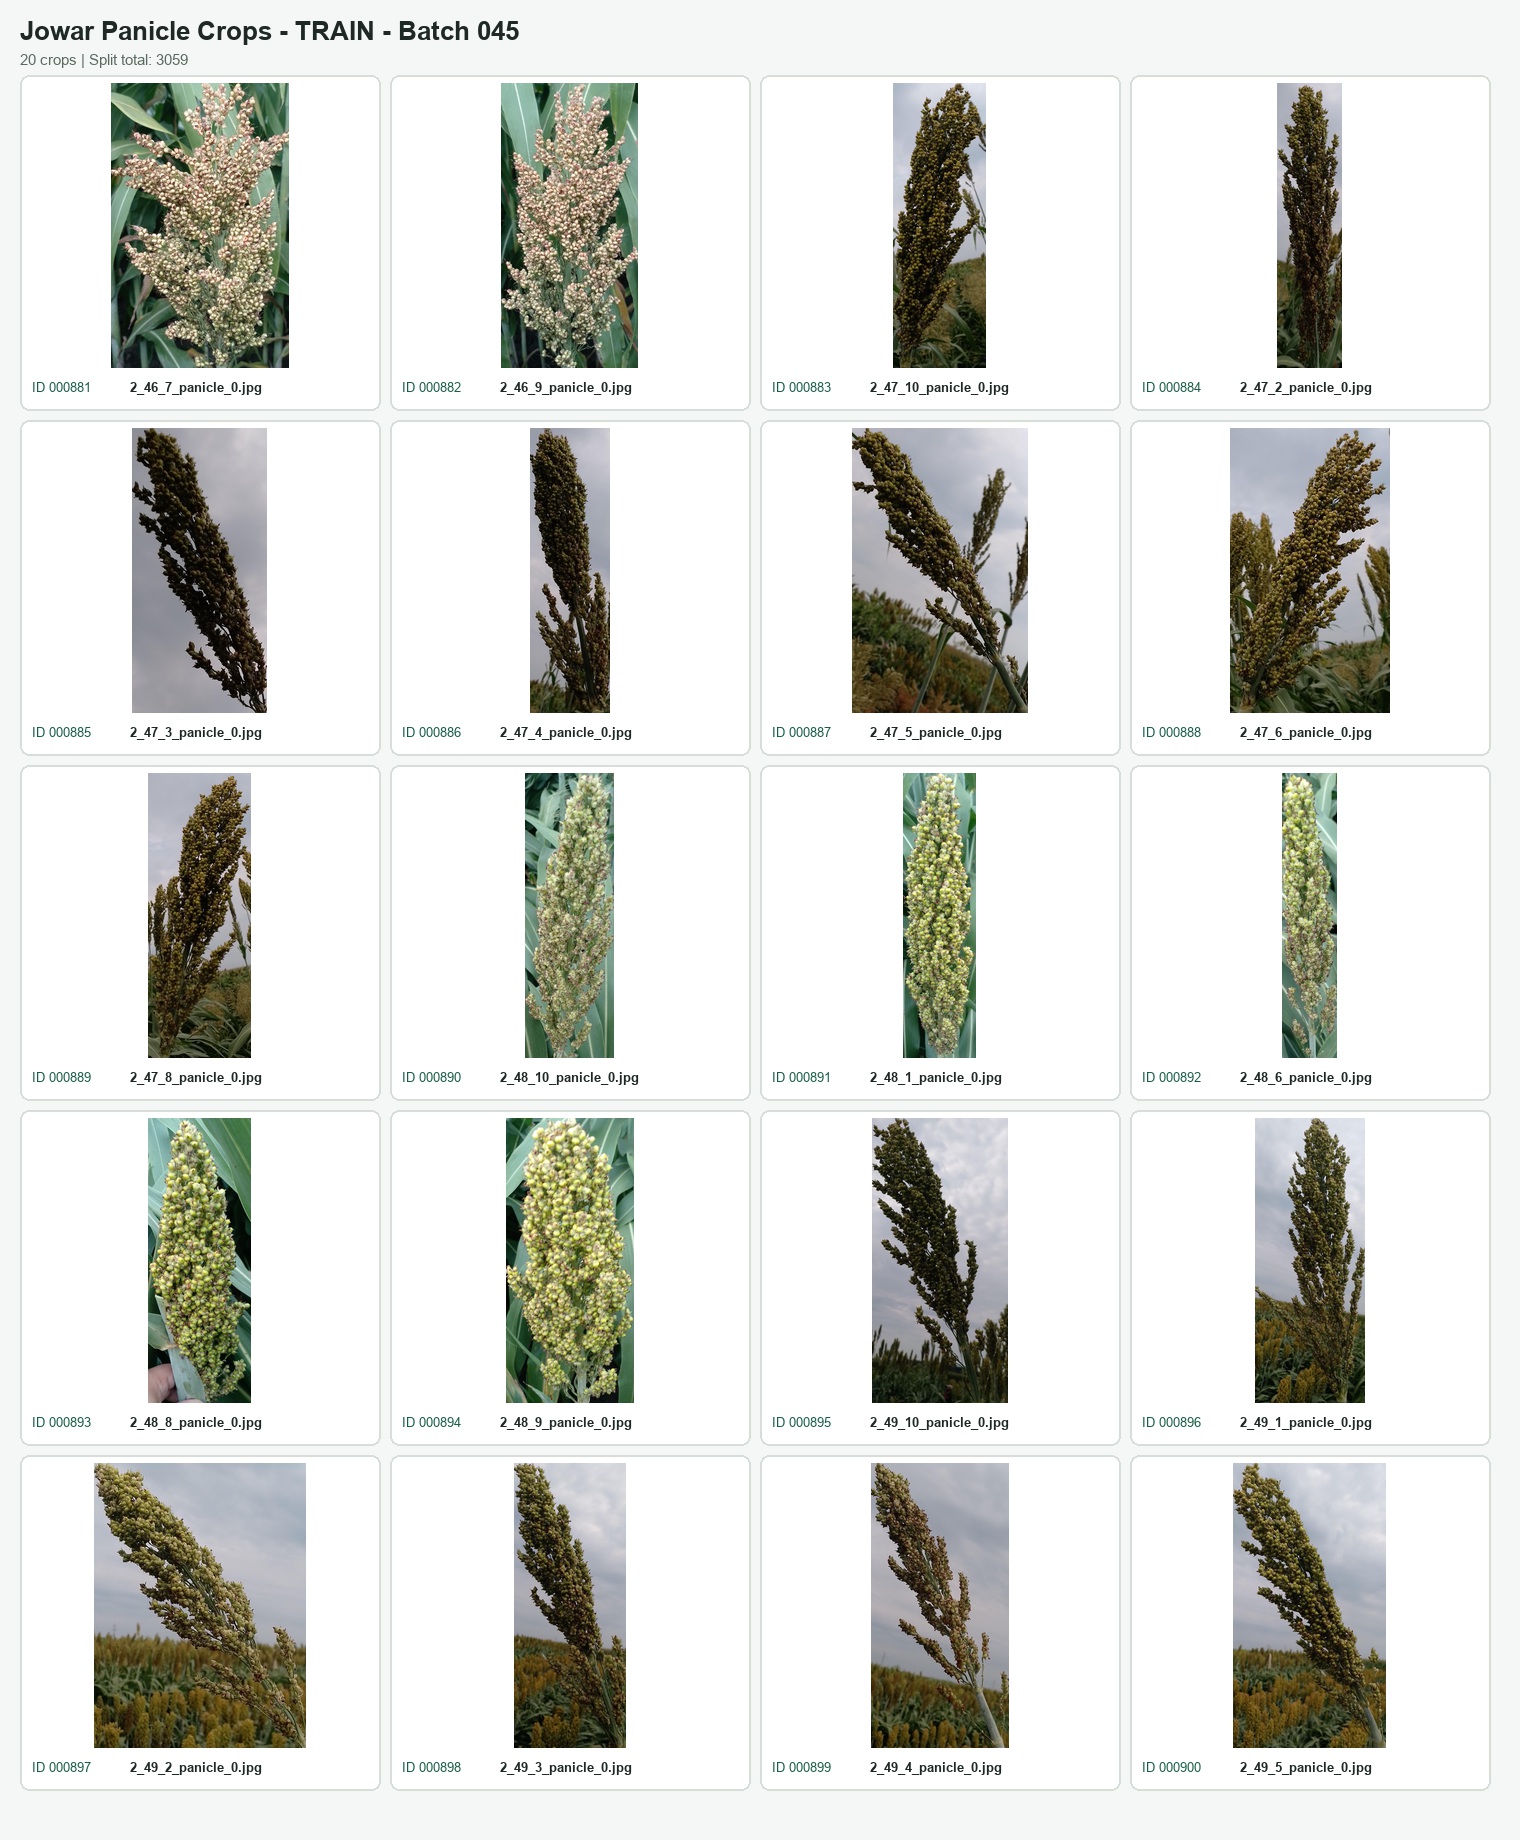 Jowar Panicle Crops - TRAIN - Batch 045
20 crops | Split total: 3059
ID 000881 2_46_7_panicle_0.jpg
ID 000882 2_46_9_panicle_0.jpg
ID 000883 2_47_10_panicle_0.jpg
ID 000884 2_47_2_panicle_0.jpg
ID 000885 2_47_3_panicle_0.jpg
ID 000886 2_47_4_panicle_0.jpg
ID 000887 2_47_5_panicle_0.jpg
ID 000888 2_47_6_panicle_0.jpg
ID 000889 2_47_8_panicle_0.jpg
ID 000890 2_48_10_panicle_0.jpg
ID 000891 2_48_1_panicle_0.jpg
ID 000892 2_48_6_panicle_0.jpg
ID 000893 2_48_8_panicle_0.jpg
ID 000894 2_48_9_panicle_0.jpg
ID 000895 2_49_10_panicle_0.jpg
ID 000896 2_49_1_panicle_0.jpg
ID 000897 2_49_2_panicle_0.jpg
ID 000898 2_49_3_panicle_0.jpg
ID 000899 2_49_4_panicle_0.jpg
ID 000900 2_49_5_panicle_0.jpg